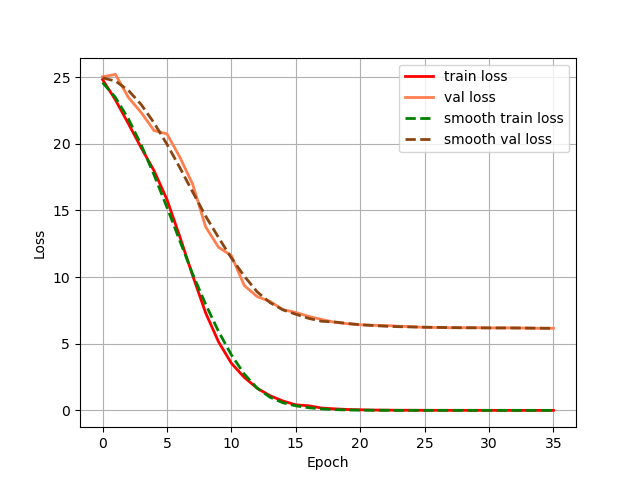 train loss
val loss
smooth train loss
smooth val loss
25
20
15
10
5
0
Loss
0 5 10 15 20 25 30 35
Epoch